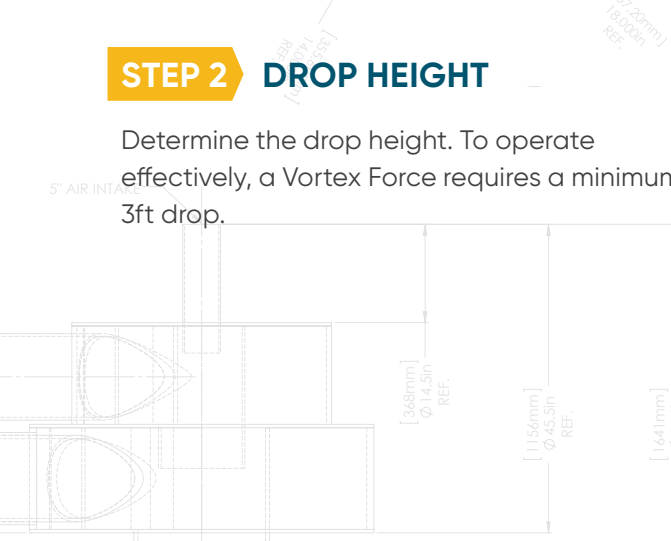 STEP 2 DROP HEIGHT
Determine the drop height. To operate
effectively, a Vortex Force requires a minimum
3ft drop.
5" AIR INTAKE
[368mm]
Ø 14.5in
REF.
[1156mm]
Ø 45.5in
REF.
[1641mm]
18.000in
REF.